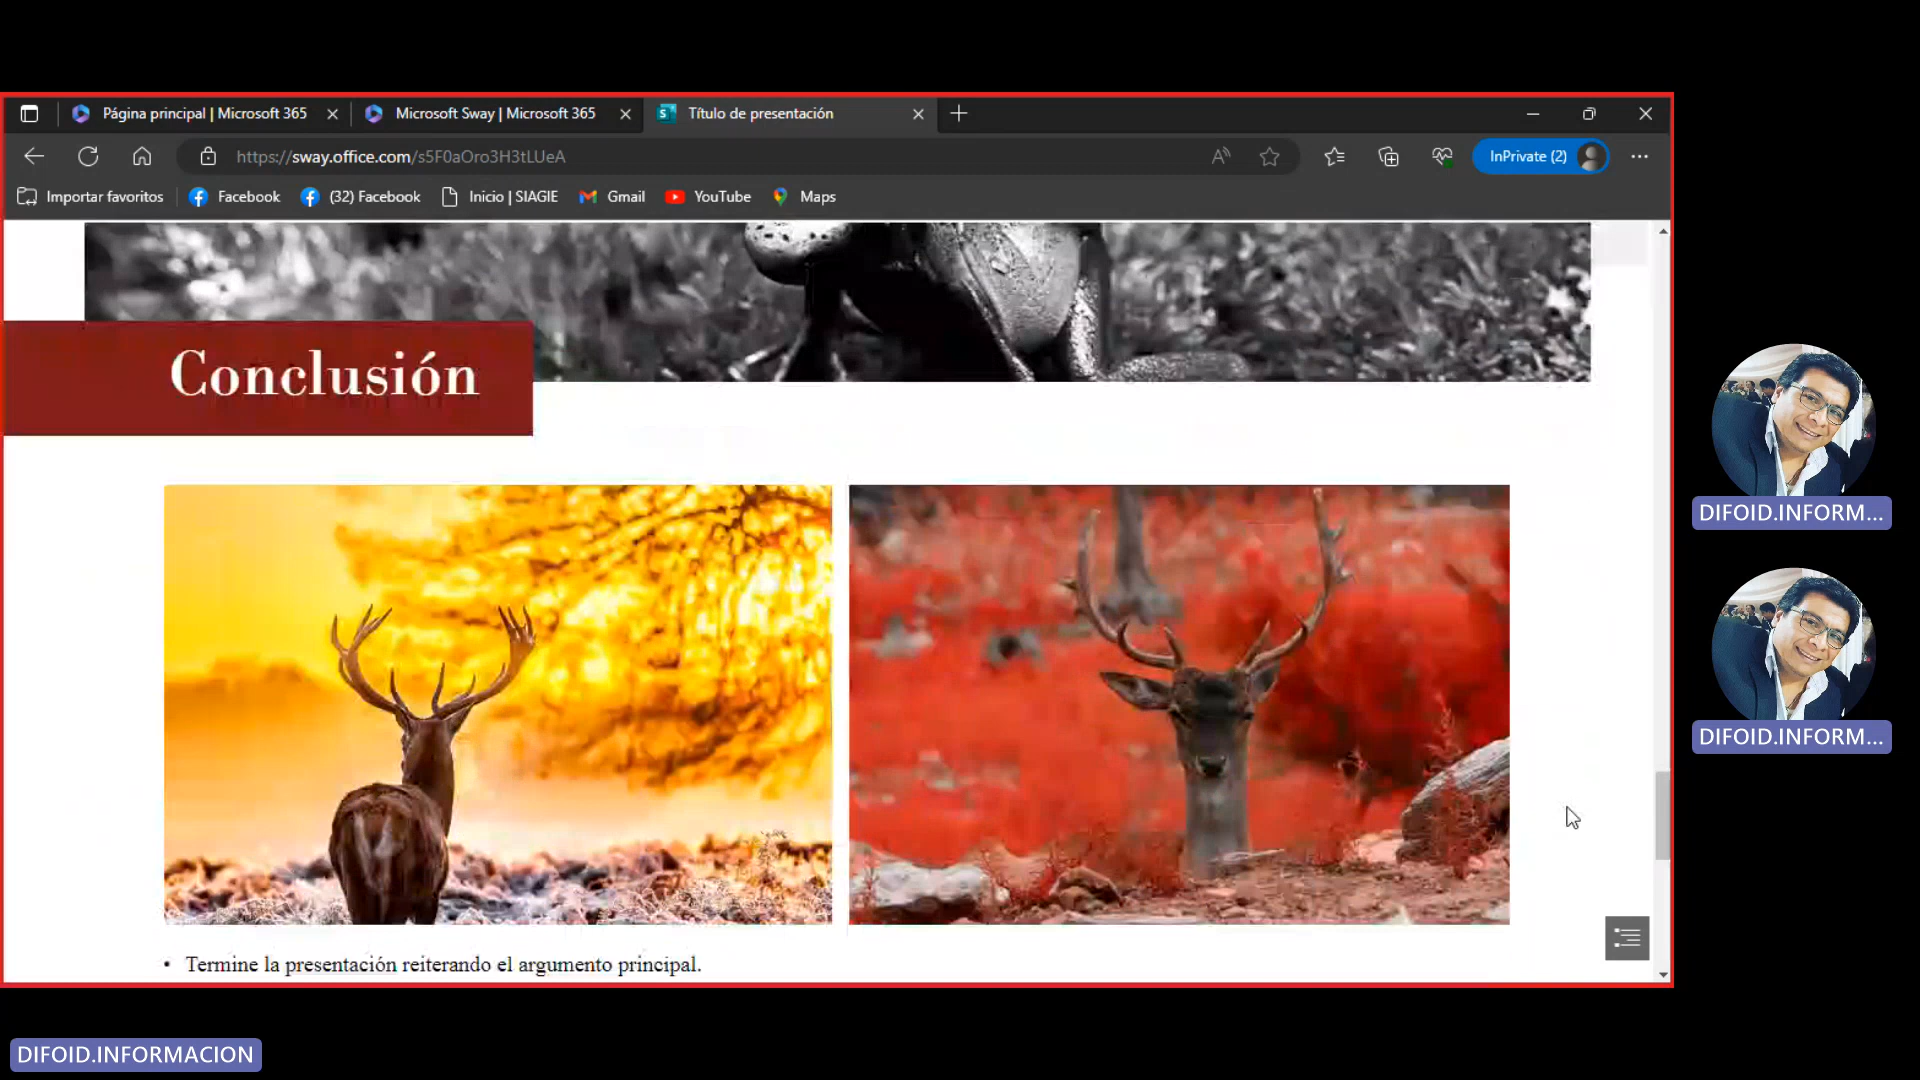 Página principal | Microsoft 365
Microsoft Sway | Microsoft 365
S
Título de presentación
https://sway.office.com/s5F0aOro3H3tLUeA
InPrivate (2)
Importar favoritos
Facebook
(32) Facebook
Inicio | SIAGIE
Gmail
YouTube
Maps
Conclusión
• Termine la presentación reiterando el argumento principal.
DIFOID.INFORM...
DIFOID.INFORM...
DIFOID.INFORMACION